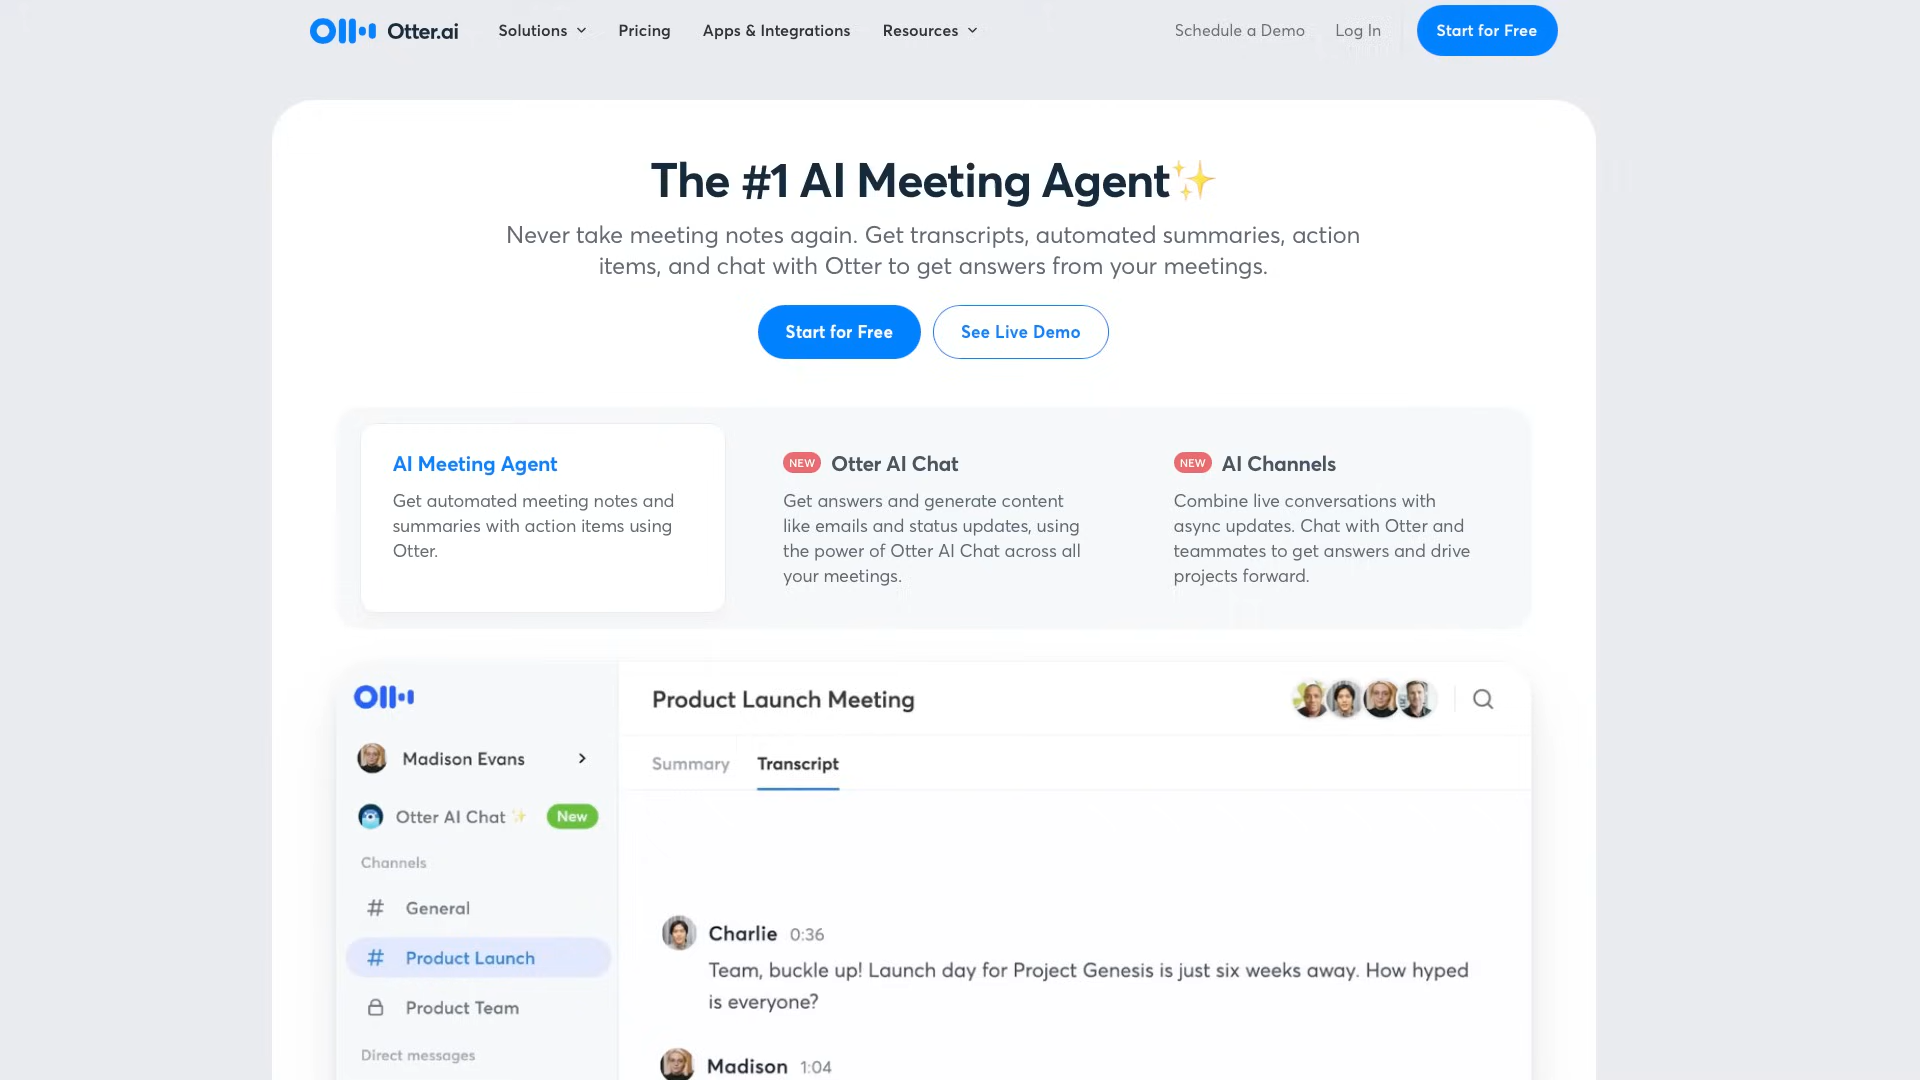 Otter.ai
Solutions
Pricing
Apps & Integrations
Resources
Schedule a Demo
Log In
Start for Free
The #1 AI Meeting Agent✨
Never take meeting notes again. Get transcripts, automated summaries, action
items, and chat with Otter to get answers from your meetings.
Start for Free
See Live Demo
AI Meeting Agent
Get automated meeting notes and
summaries with action items using
Otter.
NEW Otter AI Chat
Get answers and generate content
like emails and status updates, using
the power of Otter AI Chat across all
your meetings.
NEW AI Channels
Combine live conversations with
async updates. Chat with Otter and
teammates to get answers and drive
projects forward.
Madison Evans
Otter AI Chat ✨ New
Channels
# General
# Product Launch
Product Team
Direct messages
Product Launch Meeting
Summary
Transcript
Charlie 0:36
Team, buckle up! Launch day for Project Genesis is just six weeks away. How hyped
is everyone?
Madison 1:04